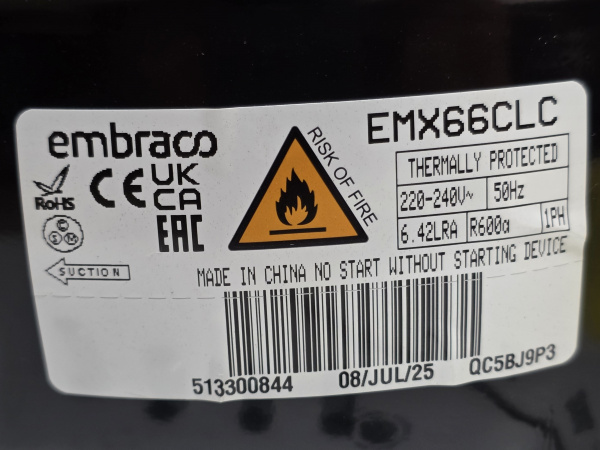 embraco
EMX66CLC
RoHS
CE UK CA
EAC
C S M
SUCTION
RISK OF FIRE
THERMALLY PROTECTED
220-240V~ 50Hz
6.42LRA R600a 1PH
MADE IN CHINA NO START WITHOUT STARTING DEVICE
513300844 08/JUL/25 QC5BJ9P3